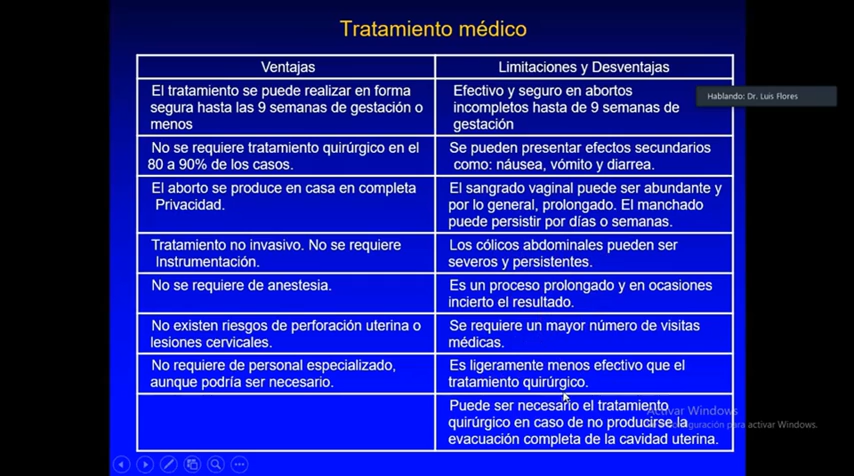 Tratamiento médico
Ventajas
Limitaciones y Desventajas
El tratamiento se puede realizar en forma
segura hasta las 9 semanas de gestación o
menos
Efectivo y seguro en abortos
incompletos hasta de 9 semanas de
gestación
Hablando: Dr. Luis Flores
No se requiere tratamiento quirúrgico en el
80 a 90% de los casos.
Se pueden presentar efectos secundarios
como: náusea, vómito y diarrea.
El aborto se produce en casa en completa
Privacidad.
El sangrado vaginal puede ser abundante y
por lo general, prolongado. El manchado
puede persistir por días o semanas.
Tratamiento no invasivo. No se requiere
Instrumentación.
Los cólicos abdominales pueden ser
severos y persistentes.
No se requiere de anestesia.
Es un proceso prolongado y en ocasiones
incierto el resultado.
No existen riesgos de perforación uterina o
lesiones cervicales.
Se requiere un mayor número de visitas
médicas.
No requiere de personal especializado,
aunque podría ser necesario.
Es ligeramente menos efectivo que el
tratamiento quirúrgico.
Puede ser necesario el tratamiento
quirúrgico en caso de no producirse la
evacuación completa de la cavidad uterina.
Activar Windows
configuración para activar Windows.